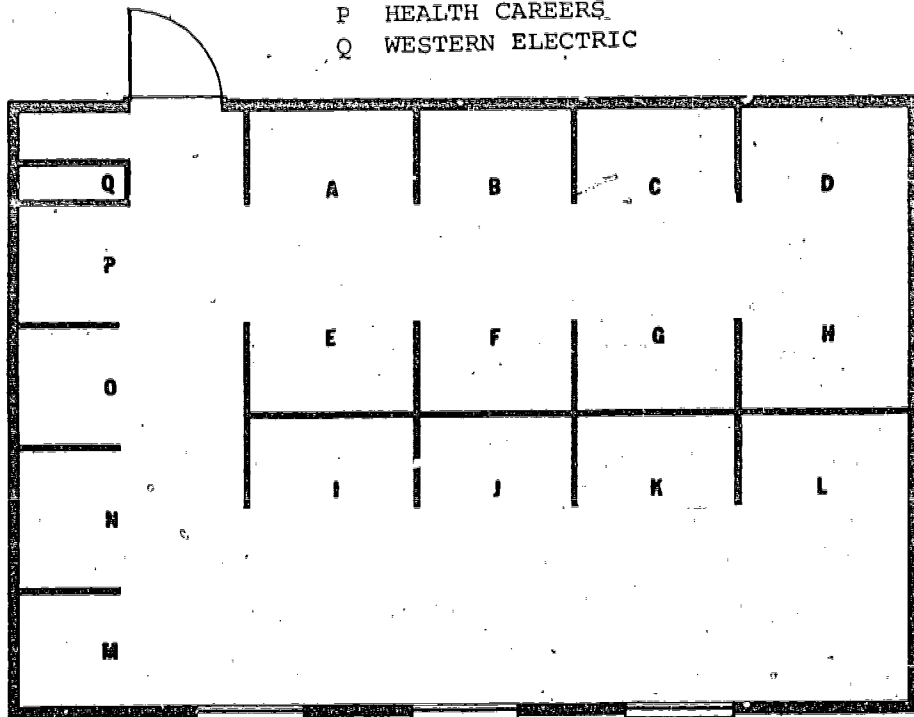 P HEALTH CAREERS
Q WESTERN ELECTRIC
Q A B C D
P
E F G H
O
I J K L
N
M